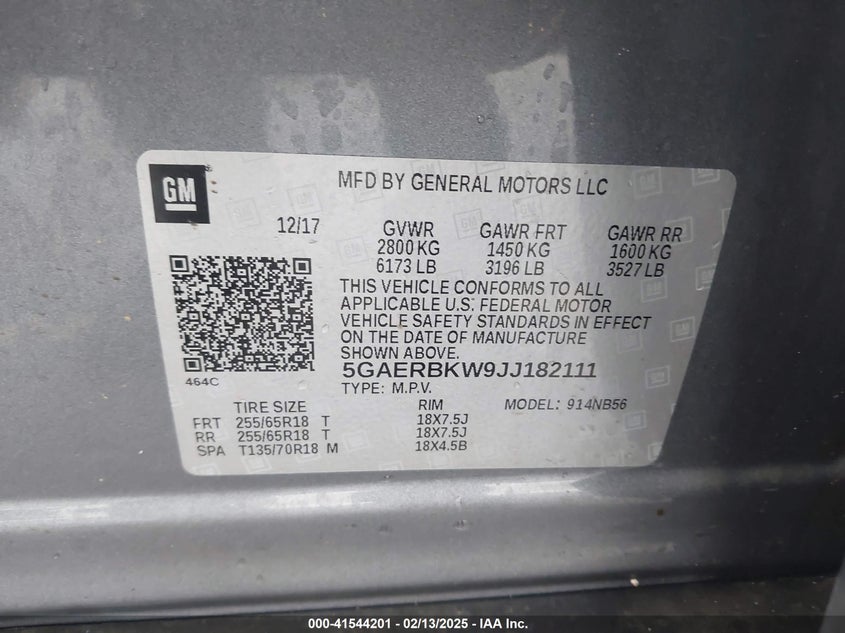 GM
MFD BY GENERAL MOTORS LLC
12/17 GVWR GAWR FRT GAWR RR
2800 KG 1450 KG 1600 KG
6173 LB 3196 LB 3527 LB
THIS VEHICLE CONFORMS TO ALL
APPLICABLE U.S. FEDERAL MOTOR
VEHICLE SAFETY STANDARDS IN EFFECT
ON THE DATE OF MANUFACTURE
SHOWN ABOVE.
464C
5GAERBKW9JJ182111
TYPE: M.P.V.
TIRE SIZE RIM MODEL: 914NB56
FRT 255/65R18 T 18X7.5J
RR 255/65R18 T 18X7.5J
SPA T135/70R18 M 18X4.5B
000-41544201 - 02/13/2025 - IAA Inc.